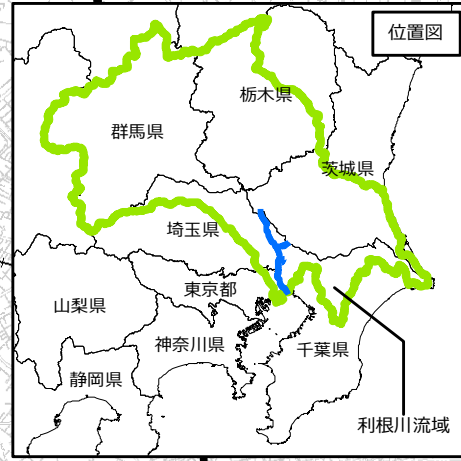 位置図
栃木県
群馬県
茨城県
埼玉県
東京都
山梨県
神奈川県
千葉県
静岡県
利根川流域